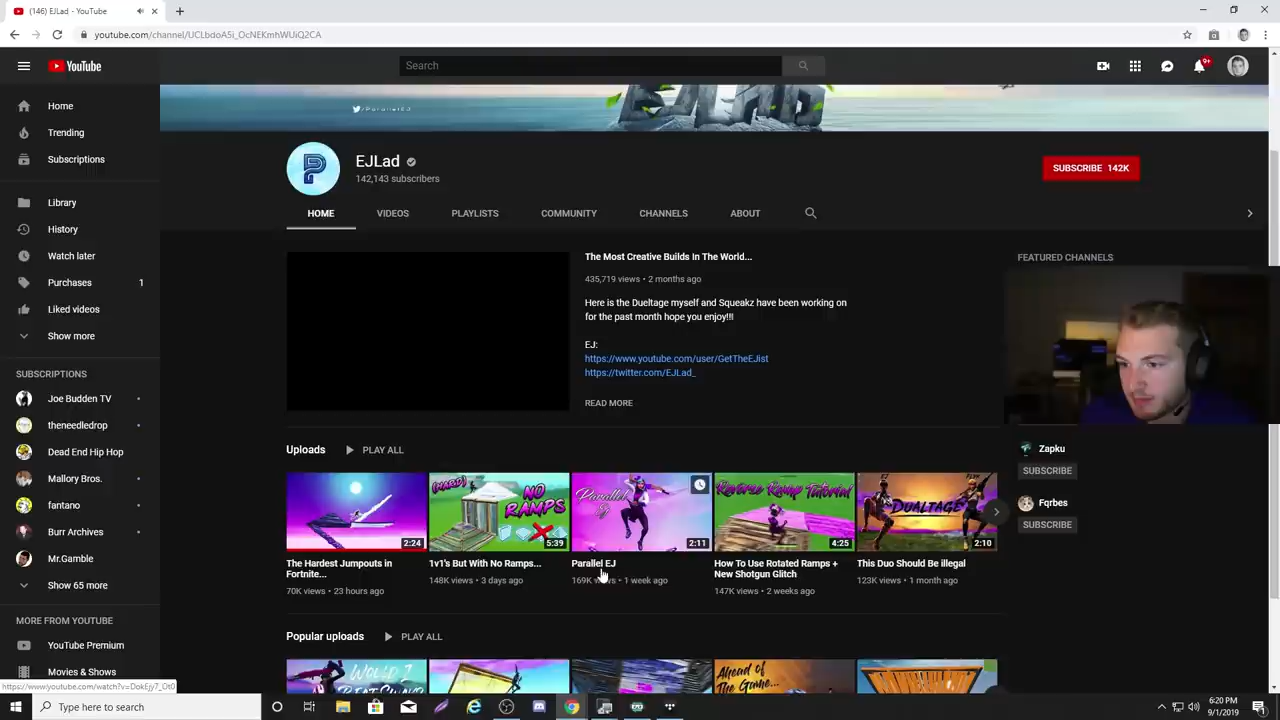 (146) EJLad - YouTube
youtube.com/channel/UCLbdoA5i_OcNEKmhWUiQ2CA
YouTube
Search
9+
Home
Trending
Subscriptions
Library
History
Watch later
Purchases 1
Liked videos
Show more
SUBSCRIPTIONS
Joe Budden TV
theneedledrop
Dead End Hip Hop
Mallory Bros.
fantano
Burr Archives
Mr.Gamble
Show 65 more
MORE FROM YOUTUBE
YouTube Premium
Movies & Shows
EJLad
142,143 subscribers
SUBSCRIBE 142K
HOME VIDEOS PLAYLISTS COMMUNITY CHANNELS ABOUT
The Most Creative Builds In The World...
435,719 views • 2 months ago
Here is the Dueltage myself and Squeakz have been working on
for the past month hope you enjoy!!!
EJ:
https://www.youtube.com/user/GetTheEJist
https://twitter.com/EJLad_
READ MORE
FEATURED CHANNELS
Zapku
SUBSCRIBE
Fqrbes
SUBSCRIBE
Uploads PLAY ALL
2:24
(HARD)
NO
RAMPS
5:39
Parallel
EJ
2:11
Reverse Ramp Tutorial
4:25
DUALTAGE
2:10
The Hardest Jumpouts in
Fortnite...
70K views • 23 hours ago
1v1's But With No Ramps...
148K views • 3 days ago
Parallel EJ
169K views • 1 week ago
How To Use Rotated Ramps +
New Shotgun Glitch
147K views • 2 weeks ago
This Duo Should Be illegal
123K views • 1 month ago
Popular uploads PLAY ALL
WOULD I
Ahead of
The Game...
Type here to search
6:20 PM
9/1/2019